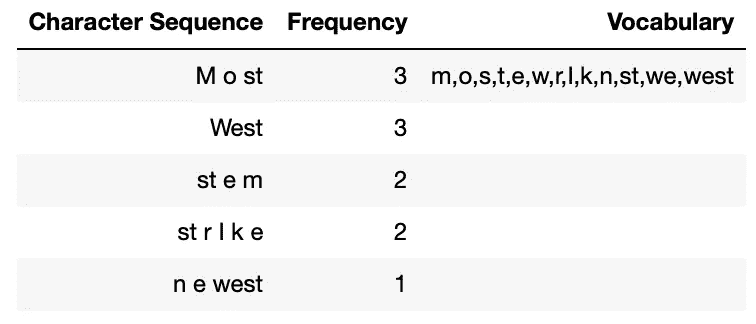 Character Sequence Frequency Vocabulary
M o st 3 m,o,s,t,e,w,r,I,k,n,st,we,west
West 3
st e m 2
st r I k e 2
n e west 1